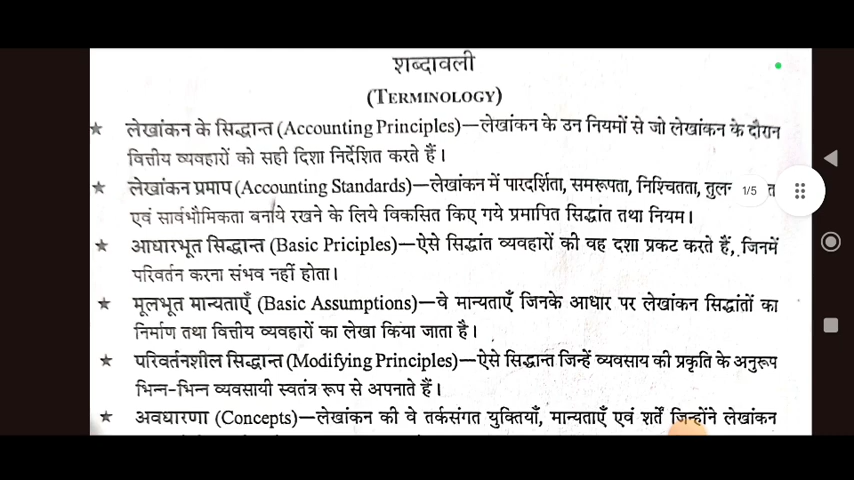 शब्दावली
(TERMINOLOGY)
★ लेखांकन के सिद्धान्त (Accounting Principles)—लेखांकन के उन नियमों से जो लेखांकन के दौरान
वित्तीय व्यवहारों को सही दिशा निर्देशित करते हैं।
★ लेखांकन प्रमाप (Accounting Standards)—लेखांकन में पारदर्शिता, समरूपता, निश्चितता,
1/5
एवं सार्वभौमिकता बनाये रखने के लिये विकसित किए गये प्रमापित सिद्धांत तथा नियम।
★ आधारभूत सिद्धान्त (Basic Priciples)—ऐसे सिद्धांत व्यवहारों की वह दशा प्रकट करते हैं, जिनमें
परिवर्तन करना संभव नहीं होता।
★ मूलभूत मान्यताएँ (Basic Assumptions)—वे मान्यताएँ जिनके आधार पर लेखांकन सिद्धांतों का
निर्माण तथा वित्तीय व्यवहारों का लेखा किया जाता है।
★ परिवर्तनशील सिद्धान्त (Modifying Principles)—ऐसे सिद्धान्त जिन्हें व्यवसाय की प्रकृति के अनुरूप
भिन्न-भिन्न व्यवसायी स्वतंत्र रूप से अपनाते हैं।
★ अवधारणा (Concepts)—लेखांकन की वे तर्कसंगत युक्तियाँ, मान्यताएँ एवं शर्तें जिन्होंने लेखांकन